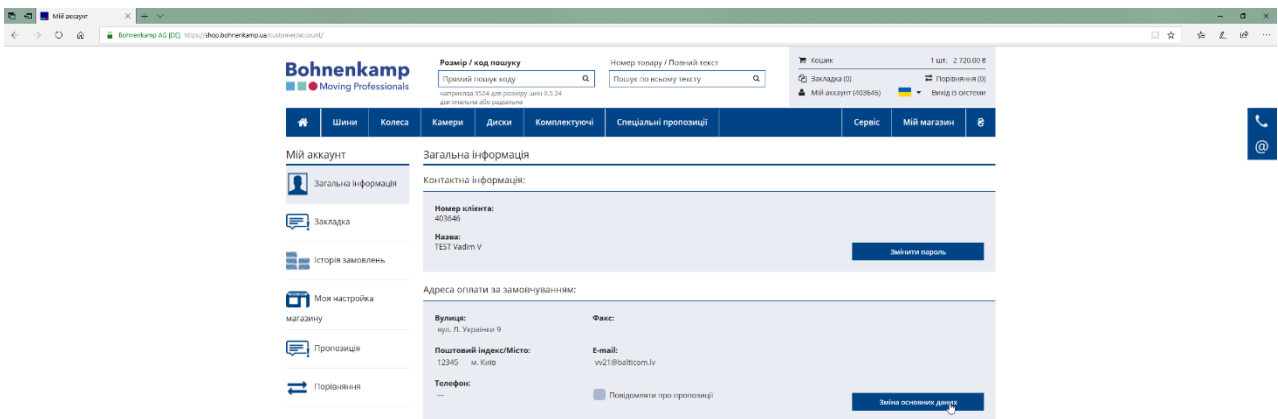 Мій аккаунт
Bohnenkamp AG [DE] https://shop.bohnenkamp.ua/customer/account/
Bohnenkamp
Moving Professionals
Розмір / код пошуку
Прямий пошук коду
наприклад 9524 для розміру шин 9.5 24
діагональна або радіальна
Номер товару / Повний текст
Пошук по всьому тексту
Кошик 1 шт. 2 720.00 ₴
Закладка (0) Порівняння (0)
Мій аккаунт (403646) Вихід із системи
Шини Колеса Камери Диски Комплектуючі Спеціальні пропозиції Сервіс Мій магазин ₴
@
Мій аккаунт
Загальна інформація
Закладка
Історія замовлень
Моя настройка
магазину
Пропозиція
Порівняння
Загальна інформація
Контактна інформація:
Номер клієнта:
403646
Назва:
TEST Vadim V
Змінити пароль
Адреса оплати за замовчуванням:
Вулиця: Факс:
вул. Л. Українки 9
Поштовий індекс/Місто: E-mail:
12345 м. Київ vv21@balticom.lv
Телефон:
--- Повідомляти про пропозиції
Зміна основних даних